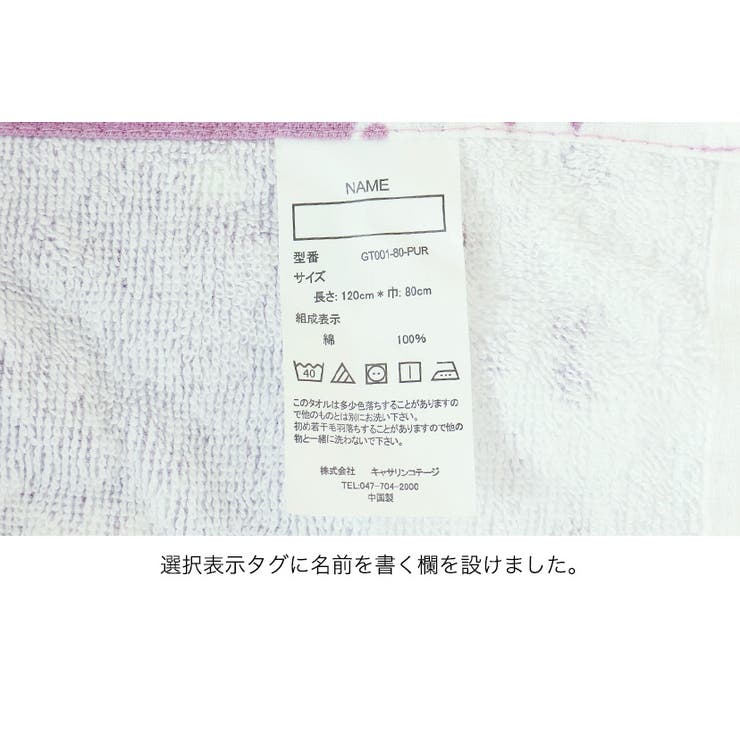 NAME
型番 GT001-80-PUR
サイズ
長さ: 120cm * 巾: 80cm
組成表示
綿 100%
40
このタオルは多少色落ちすることがありますの
で他のものとは別にお洗い下さい。
初め若干毛羽落ちすることがありますので他の
物と一緒に洗わないで下さい。
株式会社 キャサリンコテージ
TEL:047-704-2000
中国製
選択表示タグに名前を書く欄を設けました。